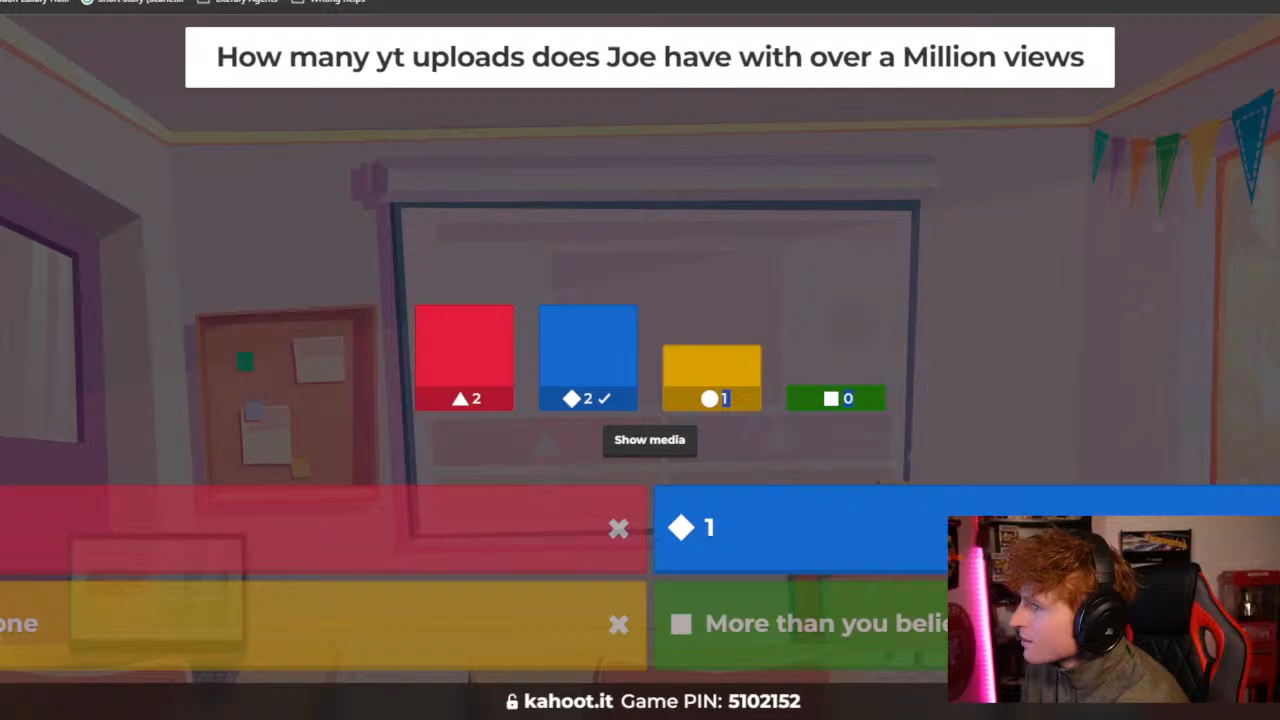 How many yt uploads does Joe have with over a Million views
2
2
1
0
Show media
1
one
More than you belie
kahoot.it Game PIN: 5102152